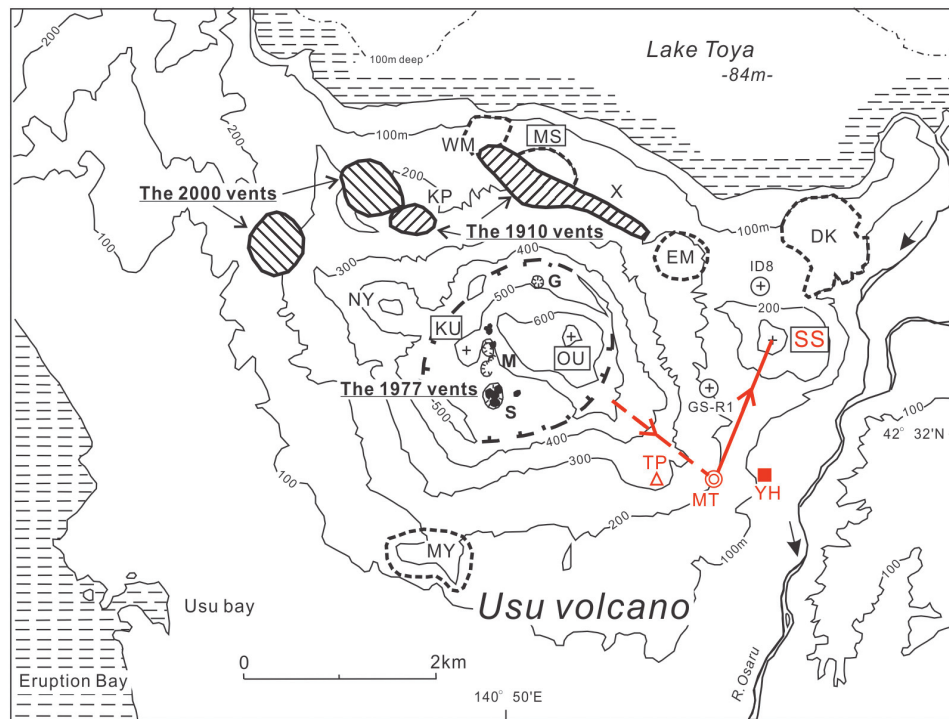 200
Lake Toya
-84m-
100m deep
200
100m
WM
MS
200
KP
X
The 2000 vents
The 1910 vents
100m
DK
EM
100
400
ID8
300
500
G
200
NY
600
KU
OU
SS
M
The 1977 vents
GS-R1
S
500
100
42° 32'N
400
300
TP
MT
YH
100
200
100m
MY
100
Usu volcano
Usu bay
R.Osaru
0
2km
Eruption Bay
140° 50'E